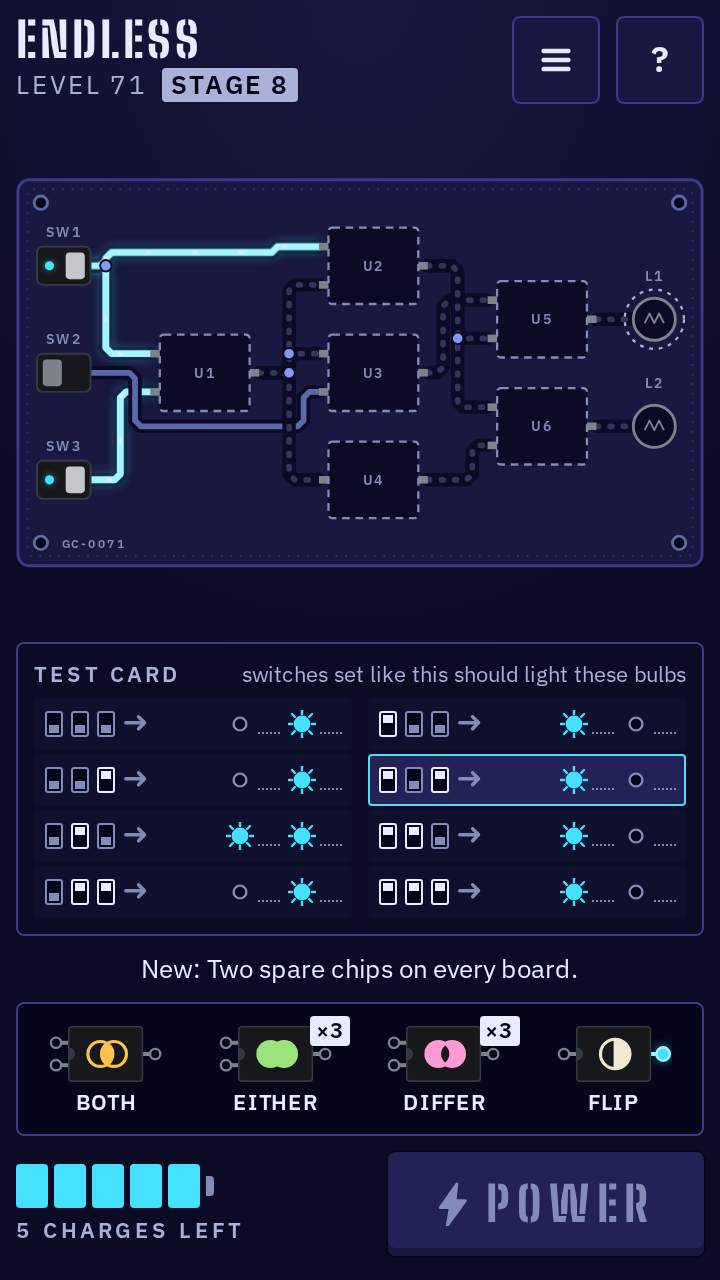 ENDLESS
LEVEL 71 STAGE 8
?
SW1
U2
L1
U5
SW2
U1
U3
L2
U6
SW3
U4
GC-0071
TEST CARD switches set like this should light these bulbs
New: Two spare chips on every board.
×3 ×3
BOTH EITHER DIFFER FLIP
POWER
5 CHARGES LEFT